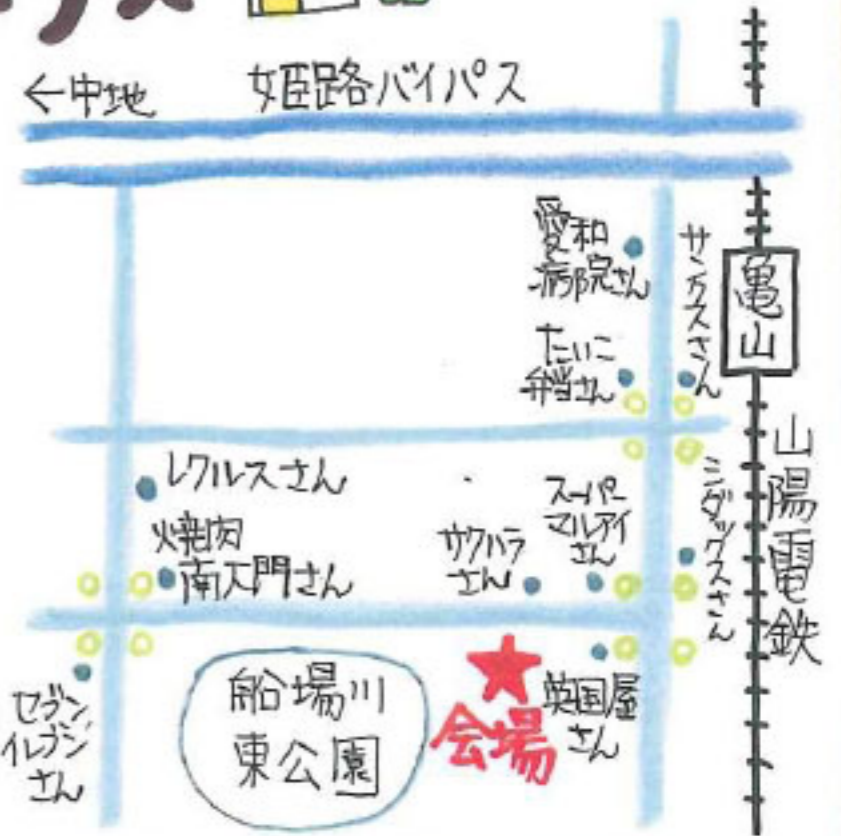 ←中地
姫路バイパス
愛和
病院さん
サンクスさん
亀山
たいこ
弁当さん
山陽電鉄
レクルスさん
スーパー
マルアイ
さん
シダックスさん
焼肉
南大門さん
サクハラ
さん
セブン
イレブン
さん
船場川
東公園
会場
英国屋
さん